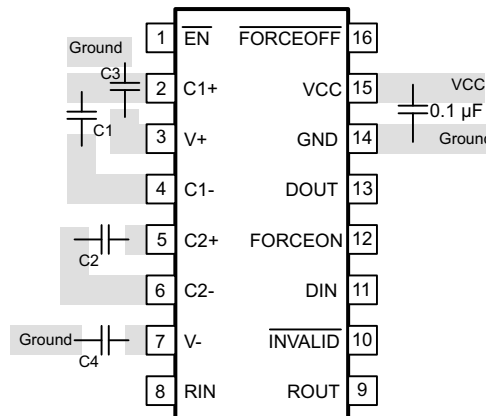 1 EN FORCEOFF 16
Ground
C3
2 C1+ VCC 15 VCC
0.1 µF
C1
3 V+ GND 14 Ground
4 C1- DOUT 13
5 C2+ FORCEON 12
C2
6 C2- DIN 11
Ground 7 V- INVALID 10
C4
8 RIN ROUT 9